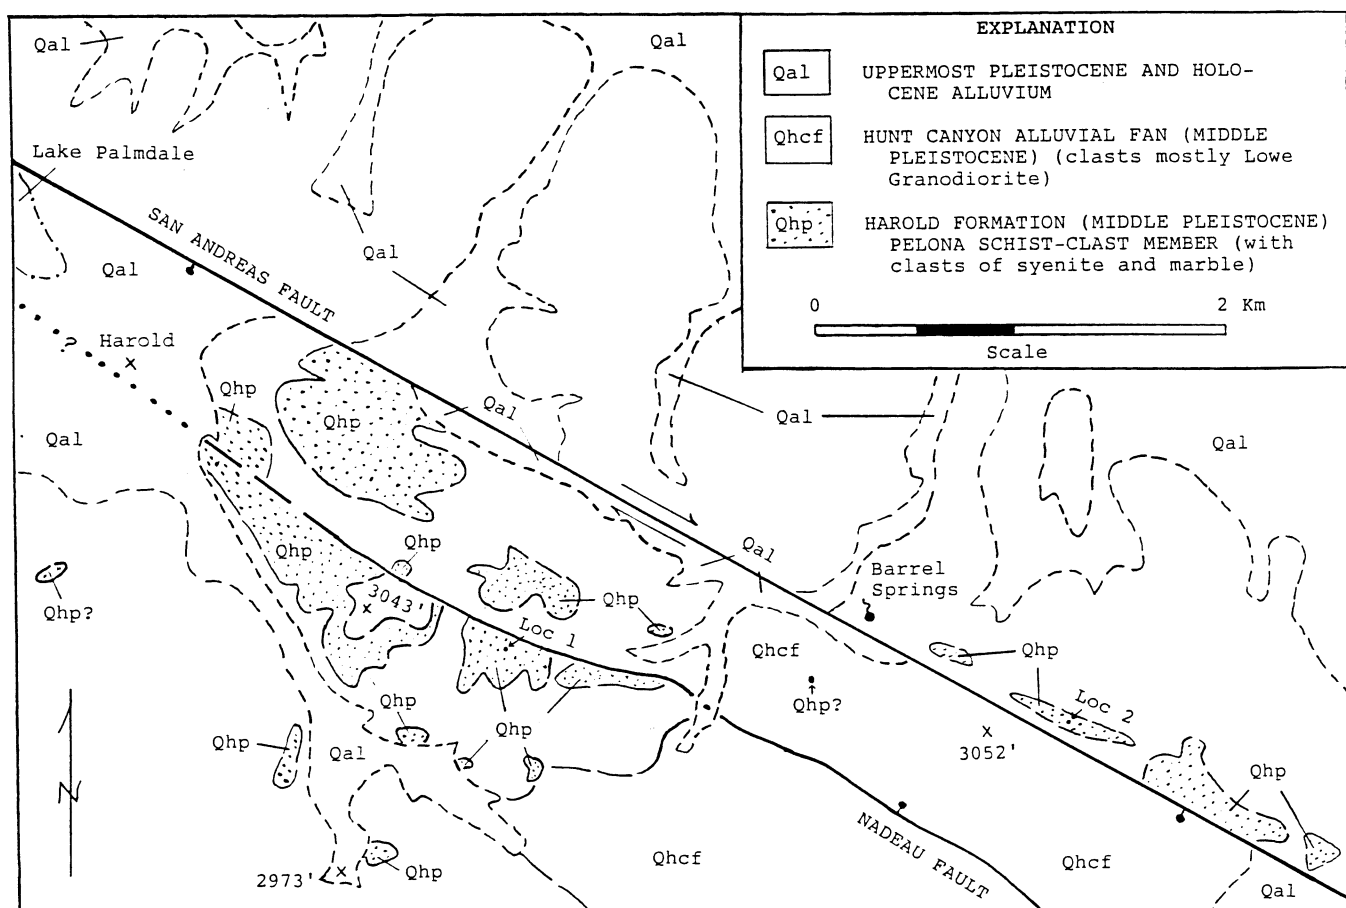 EXPLANATION
Qal
UPPERMOST PLEISTOCENE AND HOLO-
CENE ALLUVIUM
Qhcf
HUNT CANYON ALLUVIAL FAN (MIDDLE
PLEISTOCENE) (clasts mostly Lowe
Granodiorite)
Qhp
HAROLD FORMATION (MIDDLE PLEISTOCENE)
PELONA SCHIST-CLAST MEMBER (with
clasts of syenite and marble)
0
2 Km
Scale
Qal
Qal
Lake Palmdale
SAN ANDREAS FAULT
Qal
Qal
?
Harold
x
Qhp
Qhp
Qal
Qal
Qal
Qal
Qal
Qhp
Qhp
Qal
Barrel
Springs
3043'
x
Qhp?
Qhp
Loc 1
Qhcf
Qhp
Qhp?
Loc 2
Qhp
Qhp
Qhp
Qal
x
3052'
Qhp
N
NADEAU FAULT
Qhcf
Qhcf
2973'
x
Qhp
Qal